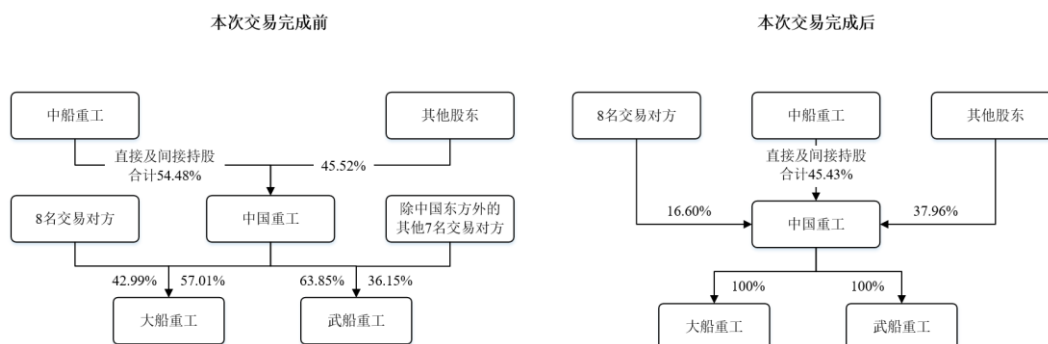 本次交易完成前
中船重工
其他股东
直接及间接持股
合计54.48%
45.52%
8名交易对方
中国重工
除中国东方外的
其他7名交易对方
42.99%
57.01%
63.85%
36.15%
大船重工
武船重工
本次交易完成后
8名交易对方
中船重工
其他股东
直接及间接持股
合计45.43%
16.60%
37.96%
中国重工
100%
100%
大船重工
武船重工